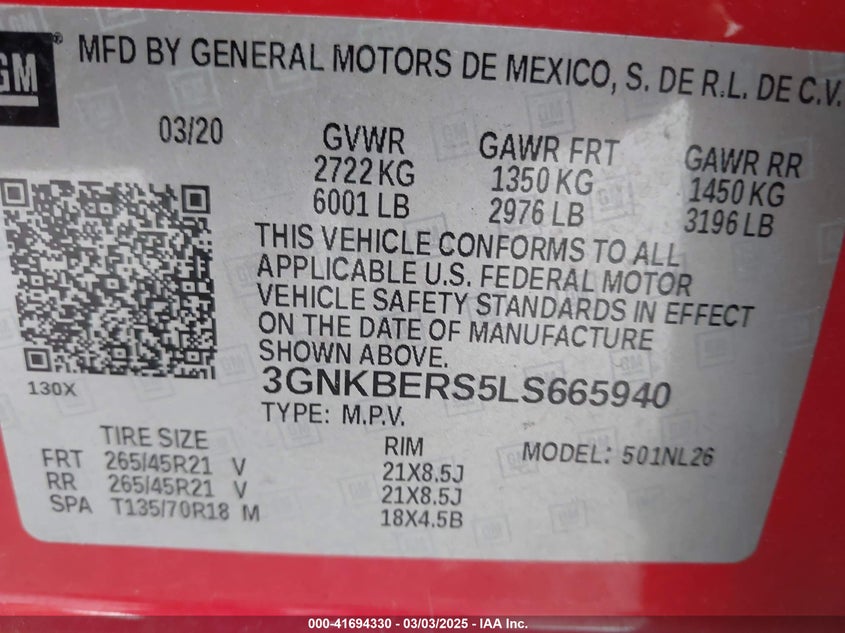 GM
MFD BY GENERAL MOTORS DE MEXICO, S. DE R.L. DE C.V.
03/20 GVWR GAWR FRT GAWR RR
2722 KG 1350 KG 1450 KG
6001 LB 2976 LB 3196 LB
THIS VEHICLE CONFORMS TO ALL
APPLICABLE U.S. FEDERAL MOTOR
VEHICLE SAFETY STANDARDS IN EFFECT
ON THE DATE OF MANUFACTURE
SHOWN ABOVE.
130X 3GNKBERS5LS665940
TYPE: M.P.V.
TIRE SIZE RIM MODEL: 501NL26
FRT 265/45R21 V 21X8.5J
RR 265/45R21 V 21X8.5J
SPA T135/70R18 M 18X4.5B
000-41694330 - 03/03/2025 - IAA Inc.